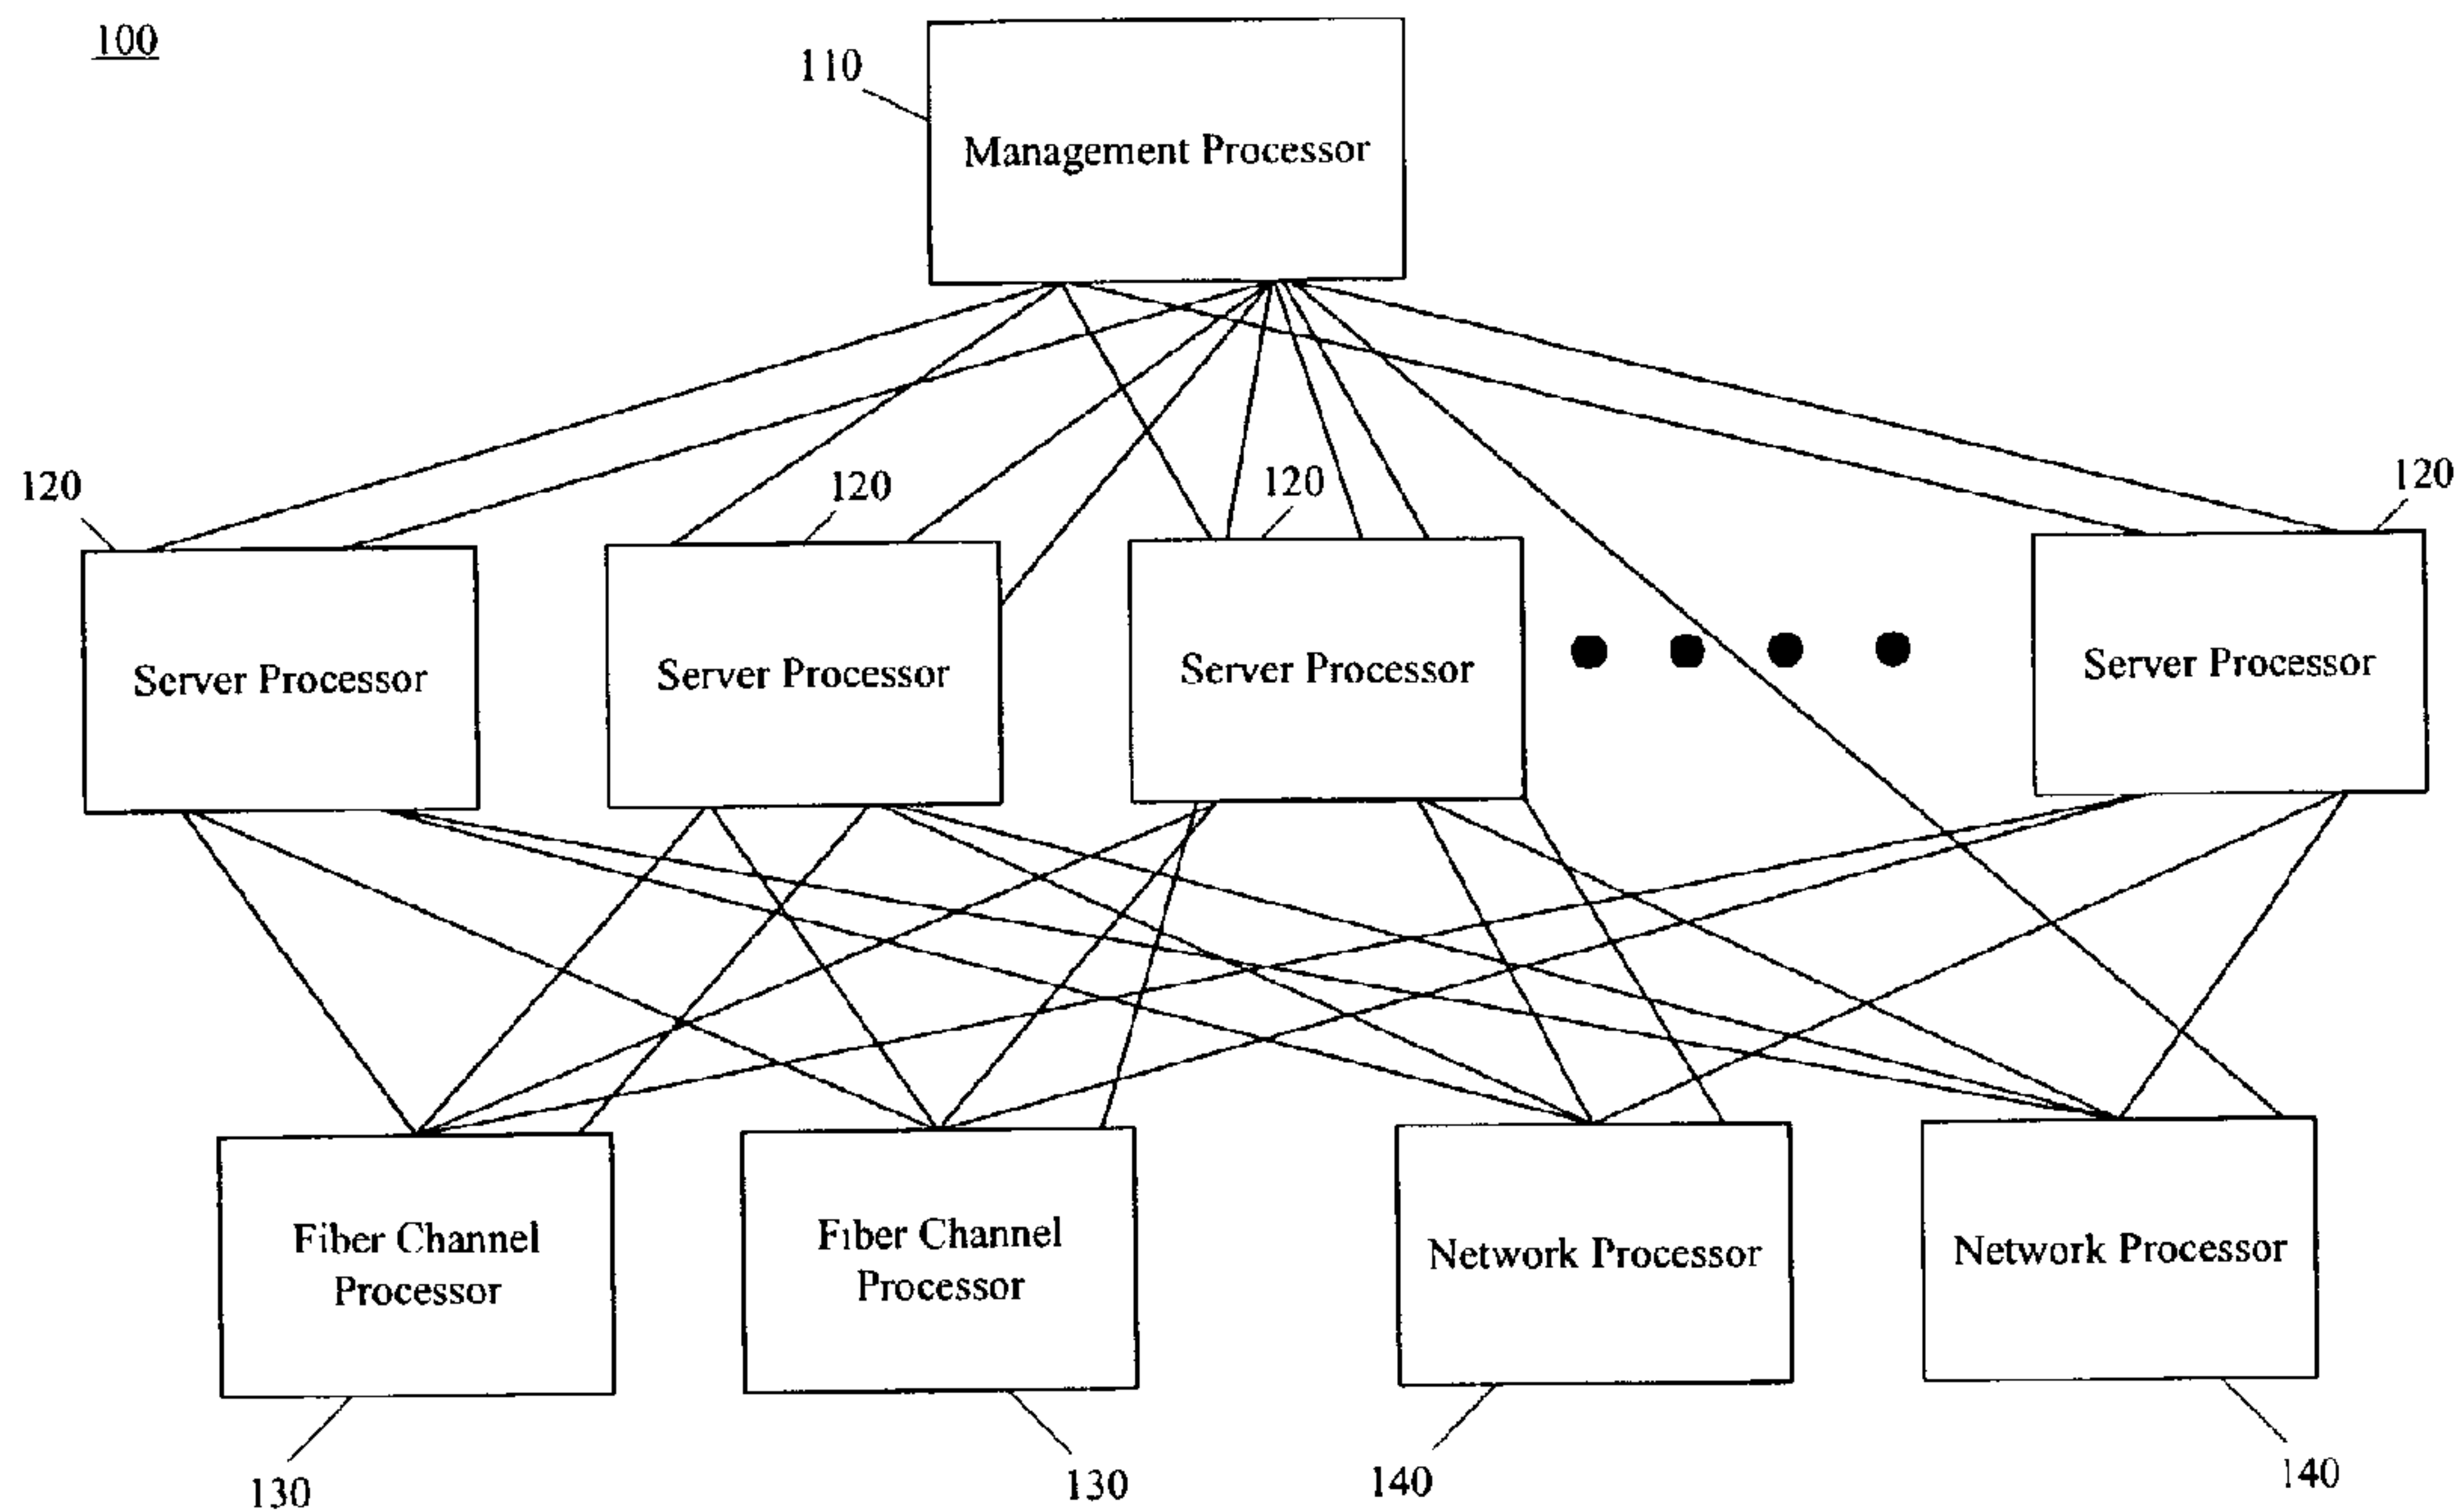 100
110
Management Processor
120
120
120
120
Server Processor
Server Processor
Server Processor
Server Processor
Fiber Channel
Processor
Fiber Channel
Processor
Network Processor
Network Processor
130
130
140
140